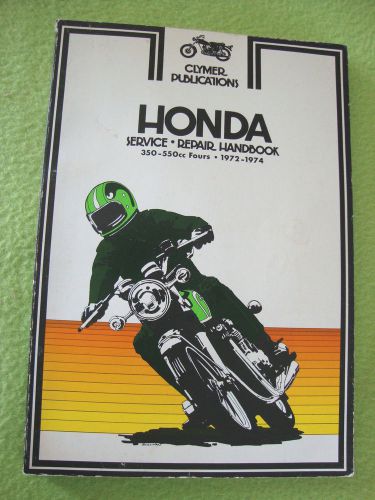 CLYMER
PUBLICATIONS
HONDA
SERVICE • REPAIR HANDBOOK
350-550cc Fours • 1972-1974